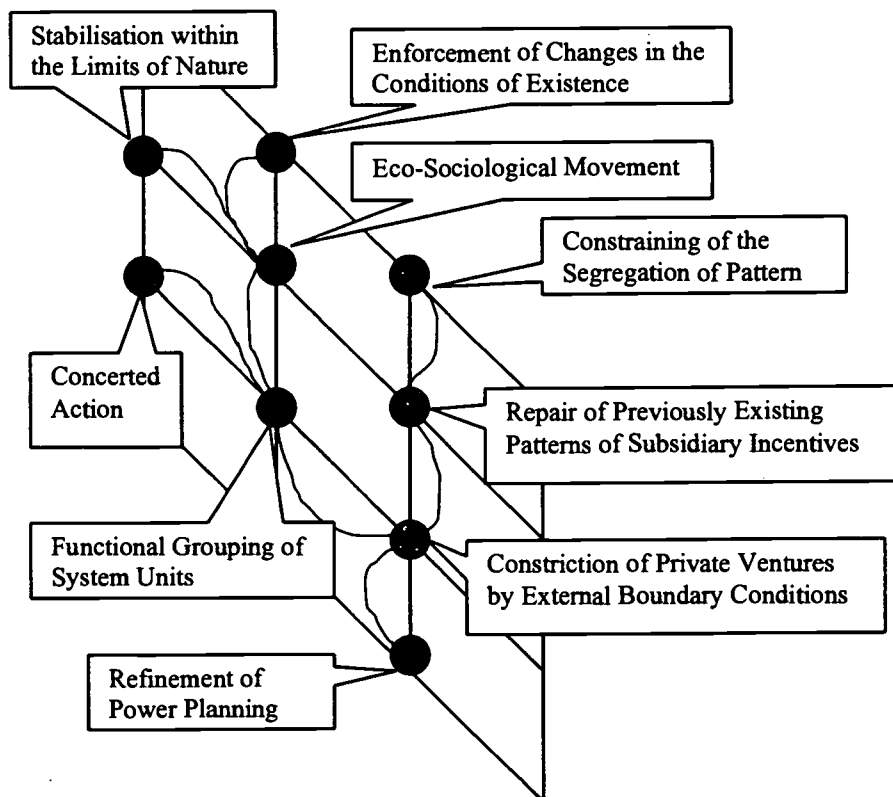 Stabilisation within
the Limits of Nature
Enforcement of Changes in the
Conditions of Existence
Eco-Sociological Movement
Constraining of the
Segregation of Pattern
Concerted
Action
Repair of Previously Existing
Patterns of Subsidiary Incentives
Functional Grouping of
System Units
Constriction of Private Ventures
by External Boundary Conditions
Refinement of
Power Planning